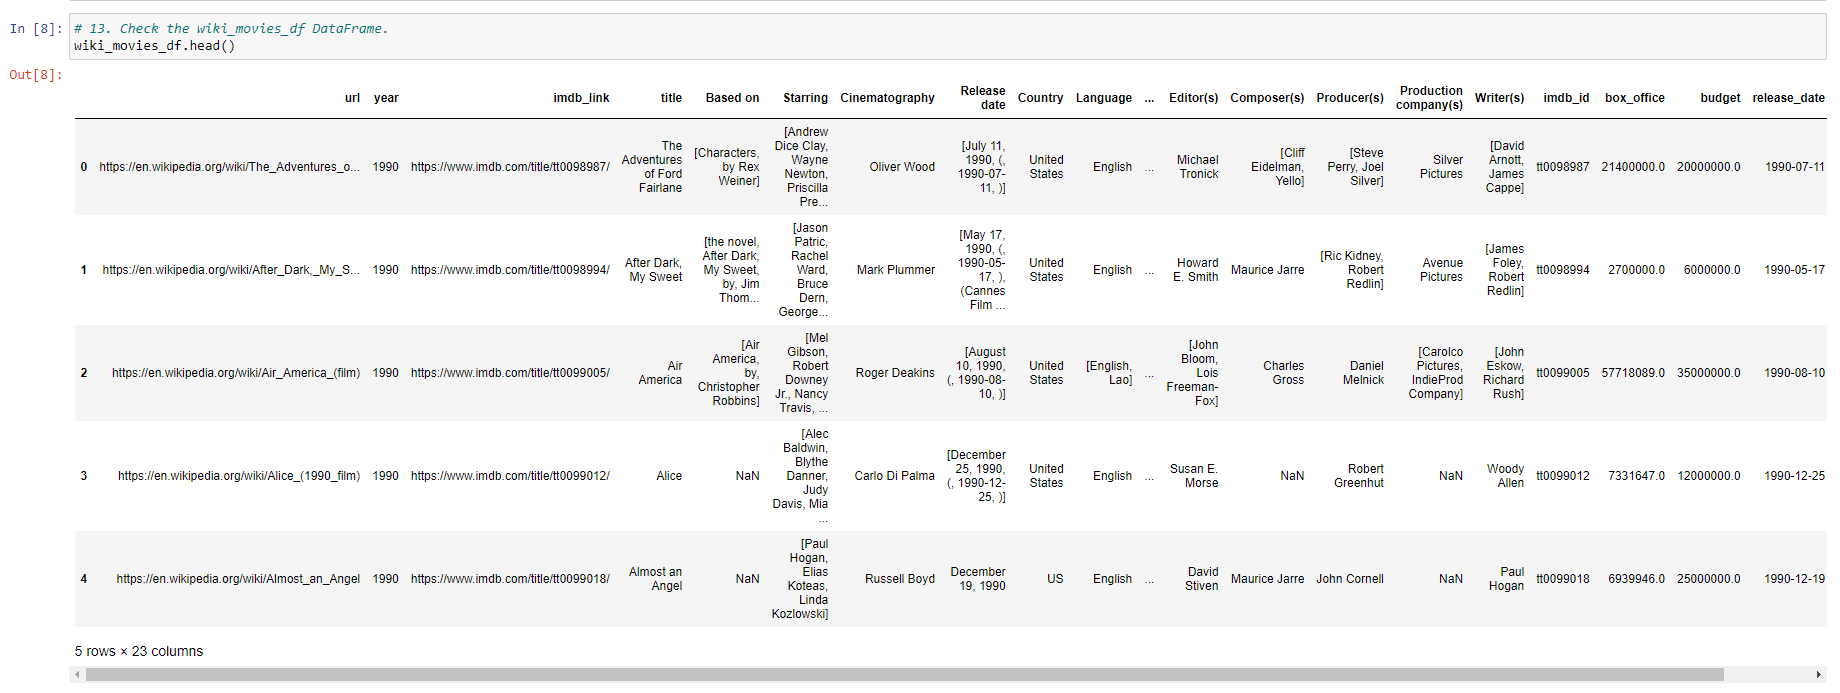 In [8]: # 13. Check the wiki_movies_df DataFrame.
wiki_movies_df.head()
Out[8]:
url year imdb_link title Based on Starring Cinematography Release date Country Language ... Editor(s) Composer(s) Producer(s) Production company(s) Writer(s) imdb_id box_office budget release_date
0 https://en.wikipedia.org/wiki/The_Adventures_o... 1990 https://www.imdb.com/title/tt0098987/ The Adventures of Ford Fairlane [Characters, by Rex Weiner] [Andrew Dice Clay, Wayne Newton, Priscilla Pre... Oliver Wood [July 11, 1990, (, 1990-07-11, )] United States English ... Michael Tronick [Cliff Eidelman, Yello] [Steve Perry, Joel Silver] Silver Pictures [David Arnott, James Cappe] tt0098987 21400000.0 20000000.0 1990-07-11
1 https://en.wikipedia.org/wiki/After_Dark,_My_S... 1990 https://www.imdb.com/title/tt0098994/ After Dark, My Sweet [the novel, After Dark, My Sweet, by, Jim Thom... [Jason Patric, Rachel Ward, Bruce Dern, George... Mark Plummer [May 17, 1990, (, 1990-05-17, ), (Cannes Film ... United States English ... Howard E. Smith Maurice Jarre [Ric Kidney, Robert Redlin] Avenue Pictures [James Foley, Robert Redlin] tt0098994 2700000.0 6000000.0 1990-05-17
2 https://en.wikipedia.org/wiki/Air_America_(film) 1990 https://www.imdb.com/title/tt0099005/ Air America [Air America, by, Christopher Robbins] [Mel Gibson, Robert Downey Jr., Nancy Travis, ... Roger Deakins [August 10, 1990, (, 1990-08-10, )] United States [English, Lao] ... [John Bloom, Lois Freeman-Fox] Charles Gross Daniel Melnick [Carolco Pictures, IndieProd Company] [John Eskow, Richard Rush] tt0099005 57718089.0 35000000.0 1990-08-10
3 https://en.wikipedia.org/wiki/Alice_(1990_film) 1990 https://www.imdb.com/title/tt0099012/ Alice NaN [Alec Baldwin, Blythe Danner, Judy Davis, Mia ... Carlo Di Palma [December 25, 1990, (, 1990-12-25, )] United States English ... Susan E. Morse NaN Robert Greenhut NaN Woody Allen tt0099012 7331647.0 12000000.0 1990-12-25
4 https://en.wikipedia.org/wiki/Almost_an_Angel 1990 https://www.imdb.com/title/tt0099018/ Almost an Angel NaN [Paul Hogan, Elias Koteas, Linda Kozlowski] Russell Boyd December 19, 1990 US English ... David Stiven Maurice Jarre John Cornell NaN Paul Hogan tt0099018 6939946.0 25000000.0 1990-12-19
5 rows × 23 columns